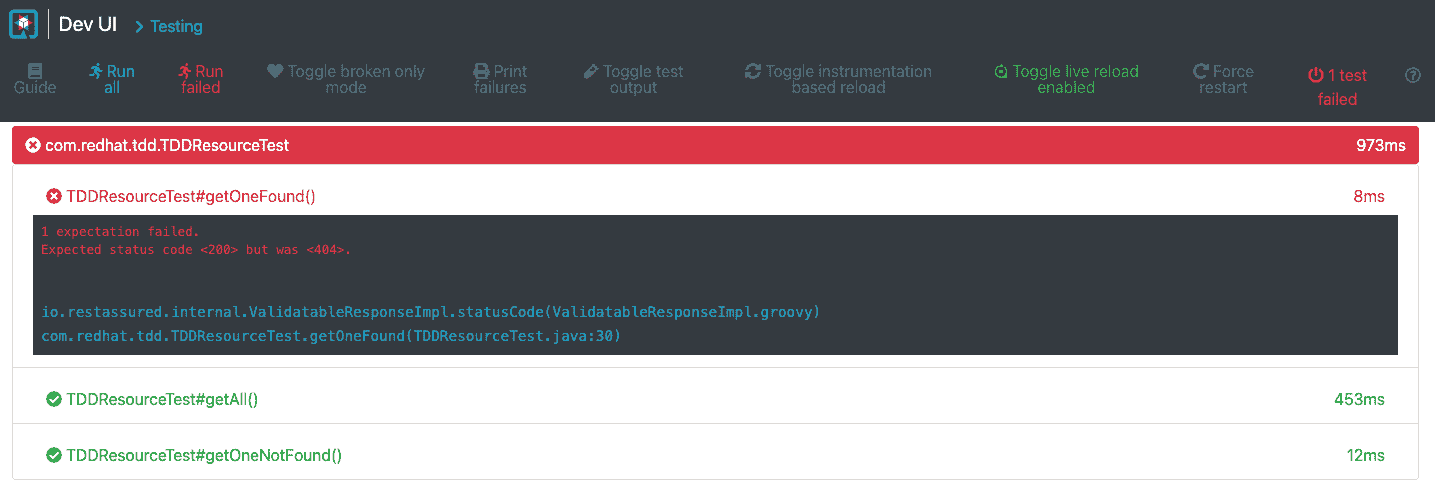 Dev UI > Testing
Guide
Run all
Run failed
Toggle broken only mode
Print failures
Toggle test output
Toggle instrumentation based reload
Toggle live reload enabled
Force restart
1 test failed
com.redhat.tdd.TDDResourceTest 973ms
TDDResourceTest#getOneFound() 8ms
1 expectation failed.
Expected status code <200> but was <404>.
io.restassured.internal.ValidatableResponseImpl.statusCode(ValidatableResponseImpl.groovy)
com.redhat.tdd.TDDResourceTest.getOneFound(TDDResourceTest.java:30)
TDDResourceTest#getAll() 453ms
TDDResourceTest#getOneNotFound() 12ms